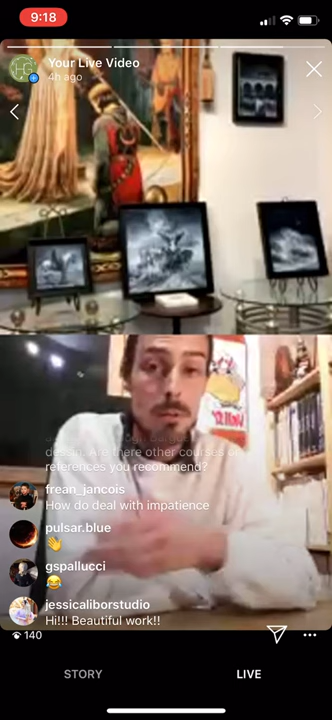 9:18
Your Live Video
4h ago
dessin. Are there other courses or
references you recommend?
frean_jancois
How do deal with impatience
pulsar.blue
👋
gspallucci
😂
jessicaliborstudio
Hi!!! Beautiful work!!
140
STORY
LIVE